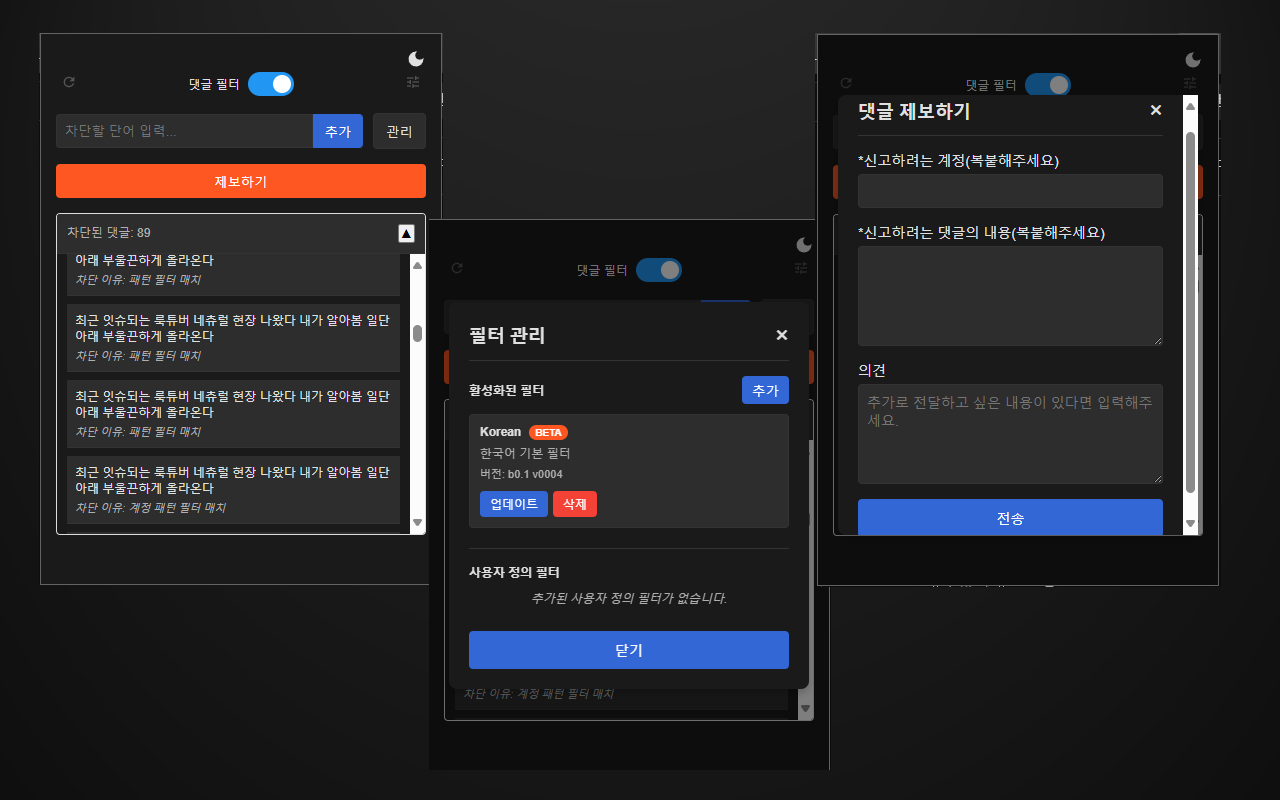 댓글 필터
차단할 단어 입력...
추가
관리
제보하기
차단된 댓글: 89
아래 부울끈하게 올라온다
차단 이유: 패턴 필터 매치
최근 잇슈되는 룩튜버 네츄럴 현장 나왔다 내가 알아봄 일단
아래 부울끈하게 올라온다
차단 이유: 패턴 필터 매치
최근 잇슈되는 룩튜버 네츄럴 현장 나왔다 내가 알아봄 일단
아래 부울끈하게 올라온다
차단 이유: 패턴 필터 매치
최근 잇슈되는 룩튜버 네츄럴 현장 나왔다 내가 알아봄 일단
아래 부울끈하게 올라온다
차단 이유: 계정 패턴 필터 매치
댓글 필터
필터 관리
활성화된 필터
추가
Korean BETA
한국어 기본 필터
버전: b0.1 v0004
업데이트
삭제
사용자 정의 필터
추가된 사용자 정의 필터가 없습니다.
닫기
차단 이유: 계정 패턴 필터 매치
댓글 필터
댓글 제보하기
*신고하려는 계정(복붙해주세요)
*신고하려는 댓글의 내용(복붙해주세요)
의견
추가로 전달하고 싶은 내용이 있다면 입력해주
세요.
전송